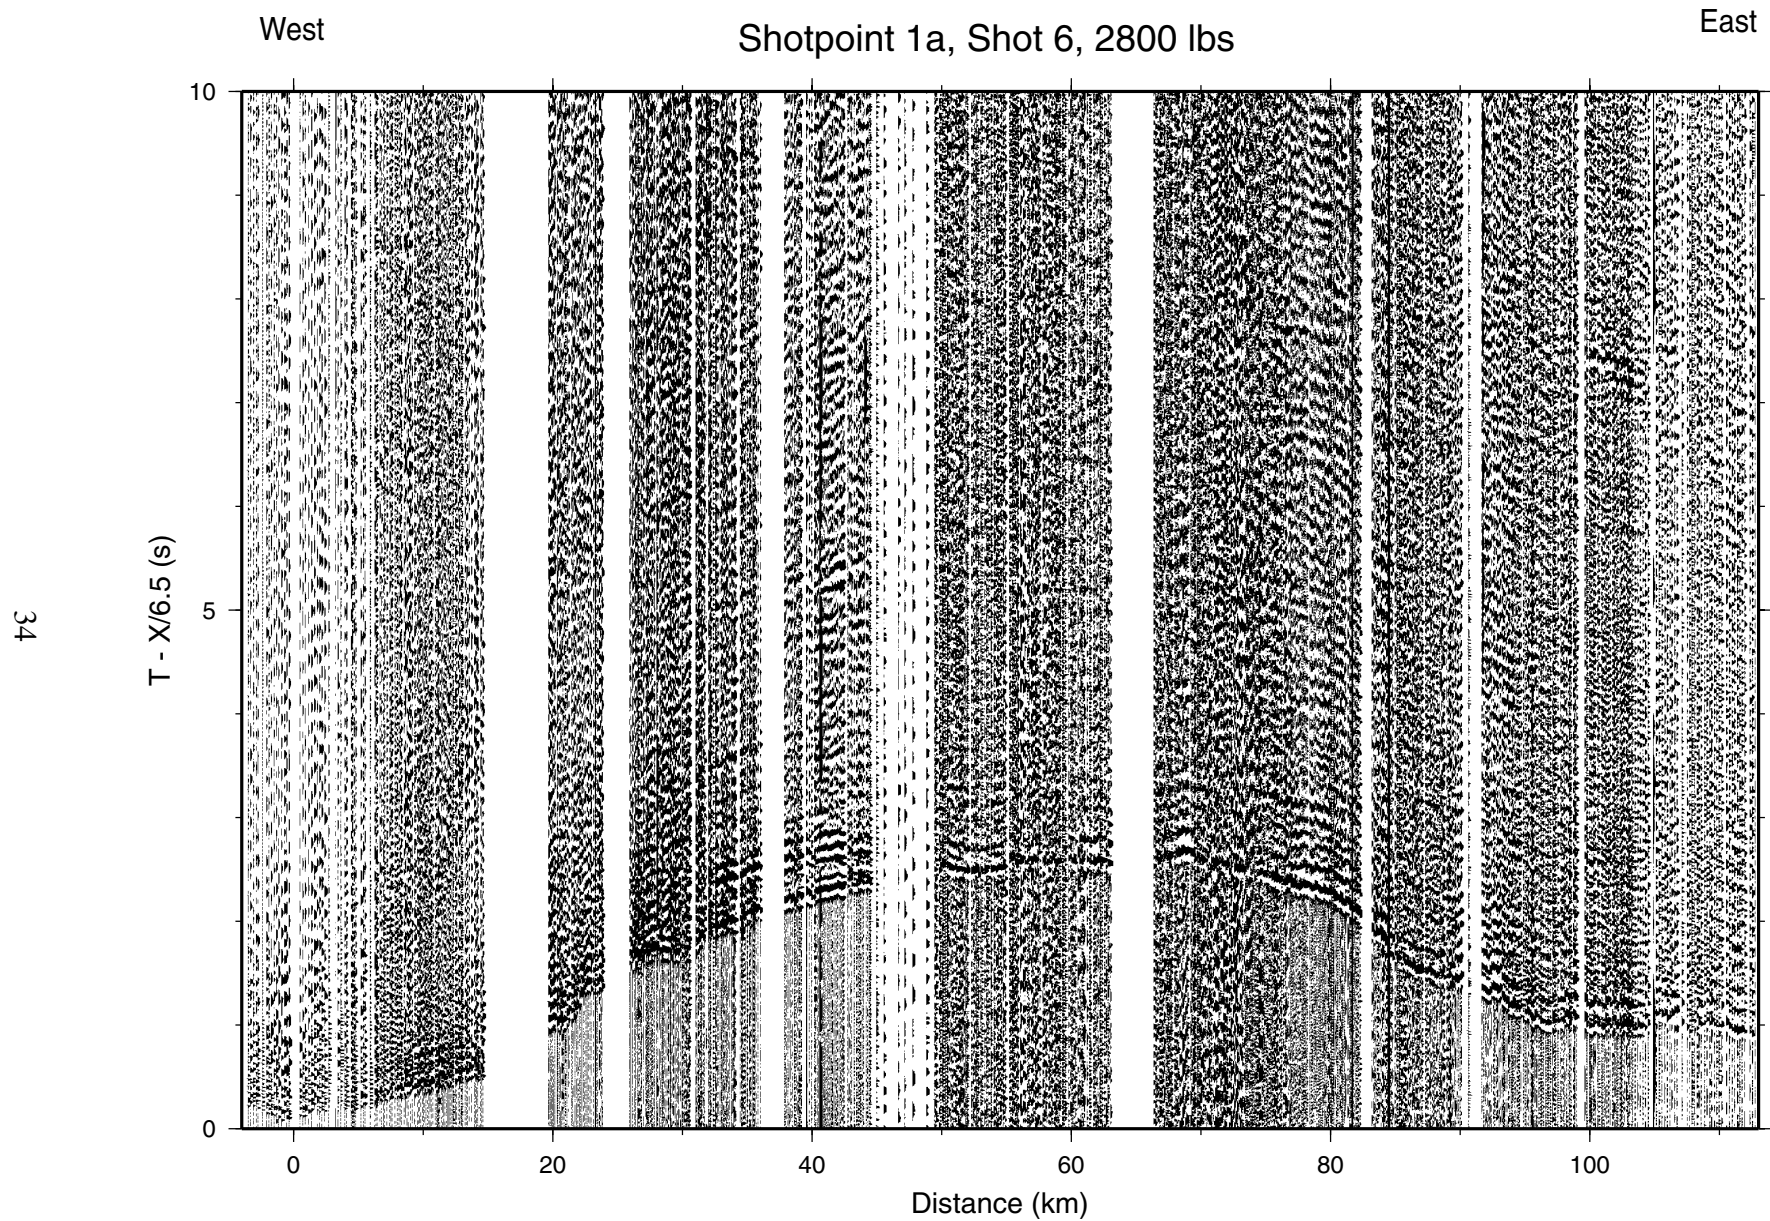 West
Shotpoint 1a, Shot 6, 2800 lbs
East
10
5
0
T - X/6.5 (s)
34
0 20 40 60 80 100
Distance (km)